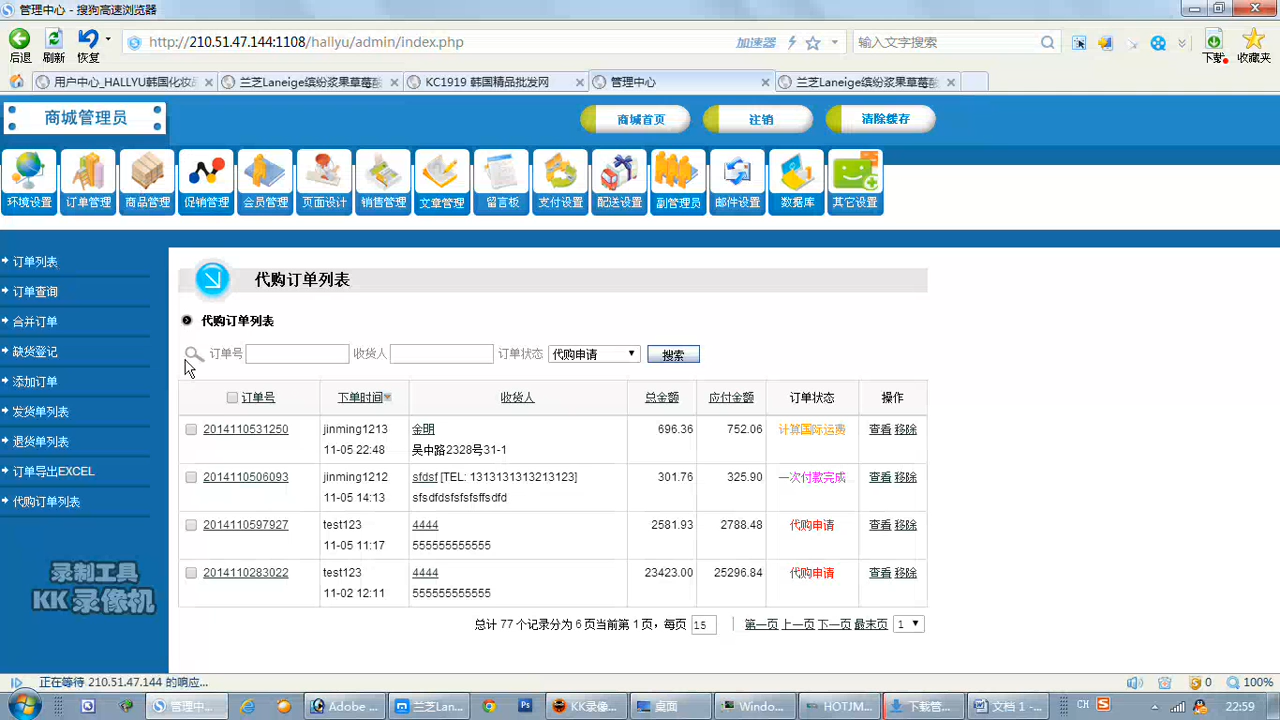 管理中心 - 搜狗高速浏览器
http://210.51.47.144:1108/hallyu/admin/index.php
加速器
输入文字搜索
后退
刷新
恢复
下载
收藏夹
用户中心_HALLYU韩国化妆品
兰芝Laneige缤纷浆果草莓酸
KC1919 韩国精品批发网
管理中心
兰芝Laneige缤纷浆果草莓酸
商城管理员
商城首页
注销
清除缓存
环境设置
订单管理
商品管理
促销管理
会员管理
页面设计
销售管理
文章管理
留言板
支付设置
配送设置
副管理员
邮件设置
数据库
其它设置
订单列表
订单查询
合并订单
缺货登记
添加订单
发货单列表
退货单列表
订单导出EXCEL
代购订单列表
录制工具
KK 录像机
代购订单列表
代购订单列表
订单号 收货人 订单状态 代购申请 搜索
订单号 下单时间 收货人 总金额 应付金额 订单状态 操作
2014110531250 jinming1213 金明 696.36 752.06 计算国际运费 查看 移除
11-05 22:48 吴中路2328号31-1
2014110506093 jinming1212 sfdsf [TEL: 1313131313213123] 301.76 325.90 一次付款完成 查看 移除
11-05 14:13 sfsdfdsfsfsfsffsdfd
2014110597927 test123 4444 2581.93 2788.48 代购申请 查看 移除
11-05 11:17 555555555555
2014110283022 test123 4444 23423.00 25296.84 代购申请 查看 移除
11-02 12:11 555555555555
总计 77 个记录分为 6 页当前第 1 页，每页 15 第一页 上一页 下一页 最末页 1
正在等待 210.51.47.144 的响应...
0
100%
管理中...
Adobe ...
兰芝Lan...
KK录像...
桌面
Windo...
HOTJM...
下载管...
文档 1 -...
CH
22:59